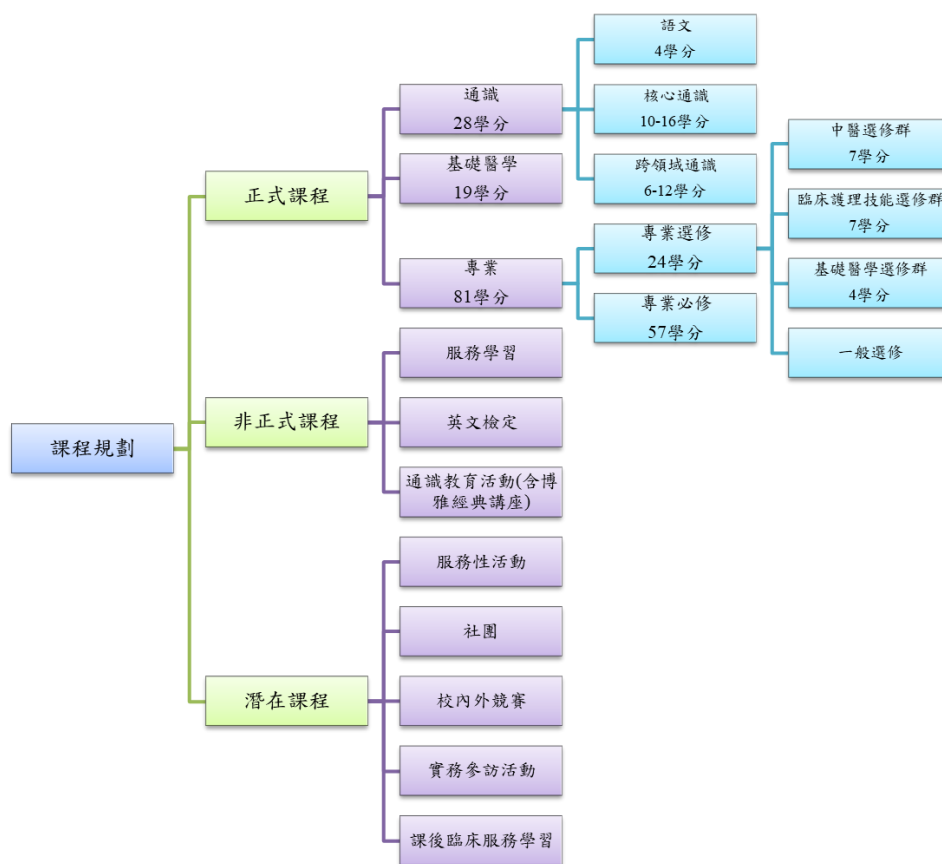 課程規劃
正式課程
通識
28學分
語文
4學分
核心通識
10-16學分
跨領域通識
6-12學分
基礎醫學
19學分
專業
81學分
專業選修
24學分
中醫選修群
7學分
臨床護理技能選修群
7學分
基礎醫學選修群
4學分
一般選修
專業必修
57學分
非正式課程
服務學習
英文檢定
通識教育活動(含博
雅經典講座)
潛在課程
服務性活動
社團
校內外競賽
實務參訪活動
課後臨床服務學習